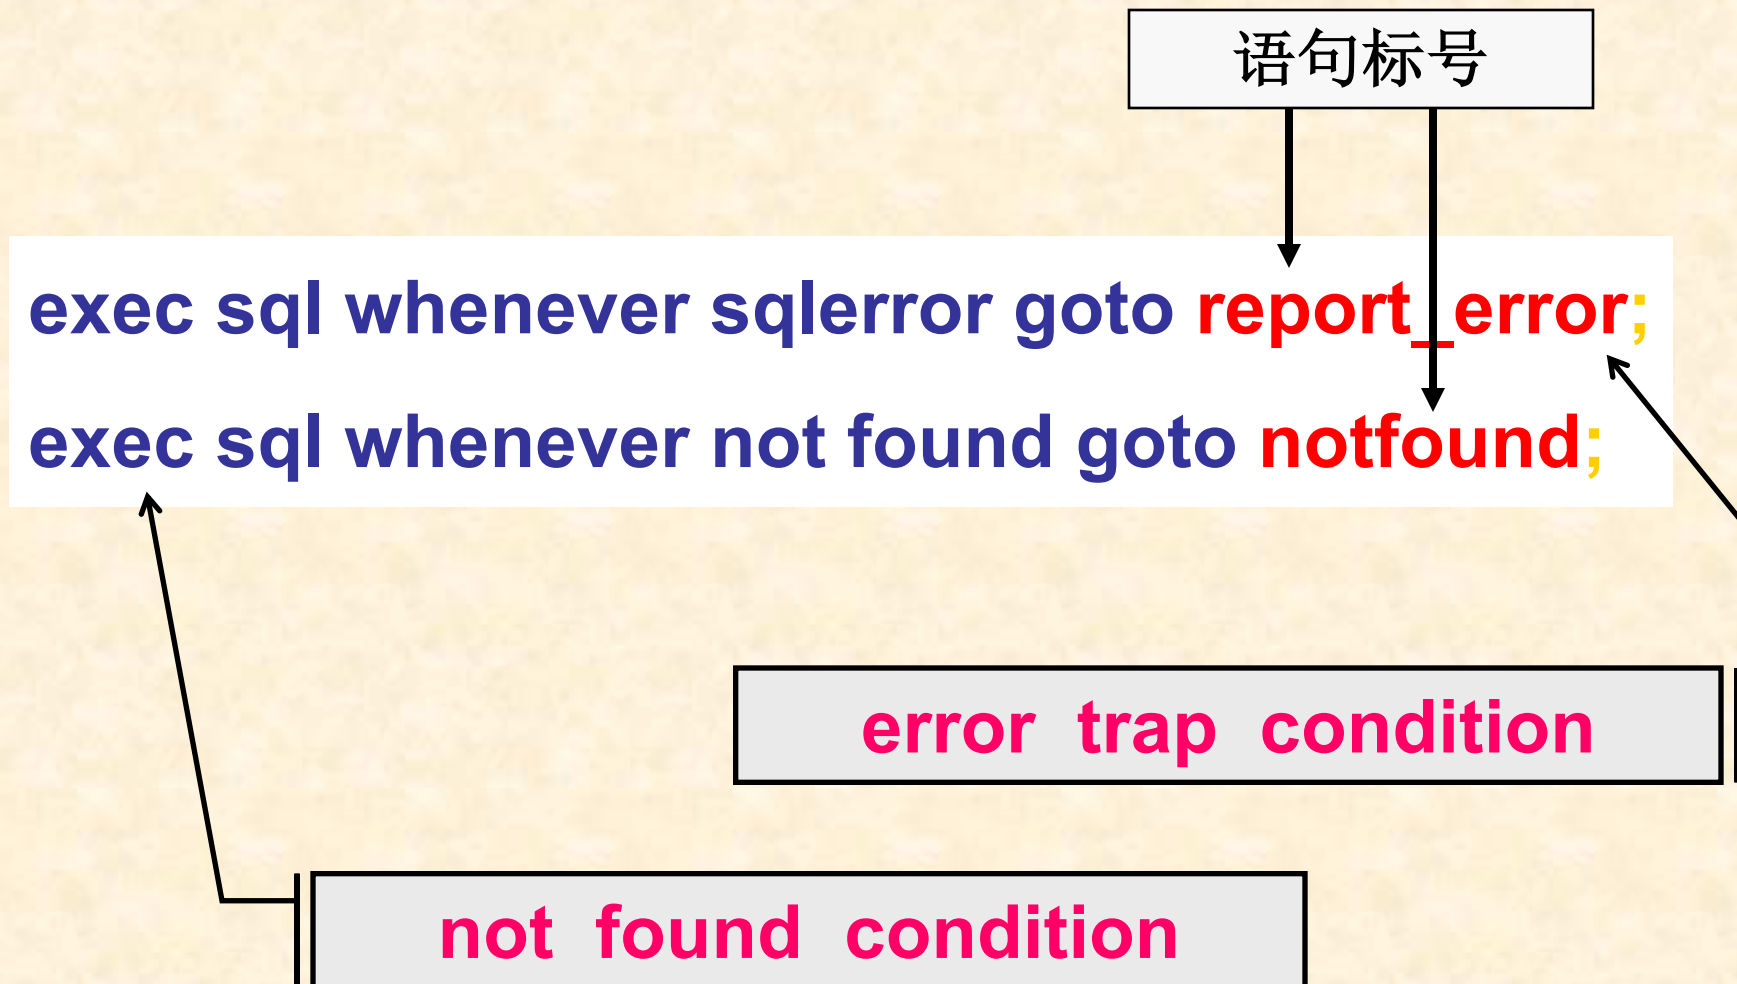 语句标号
exec sql whenever sqlerror goto report_error;
exec sql whenever not found goto notfound;
error trap condition
not found condition